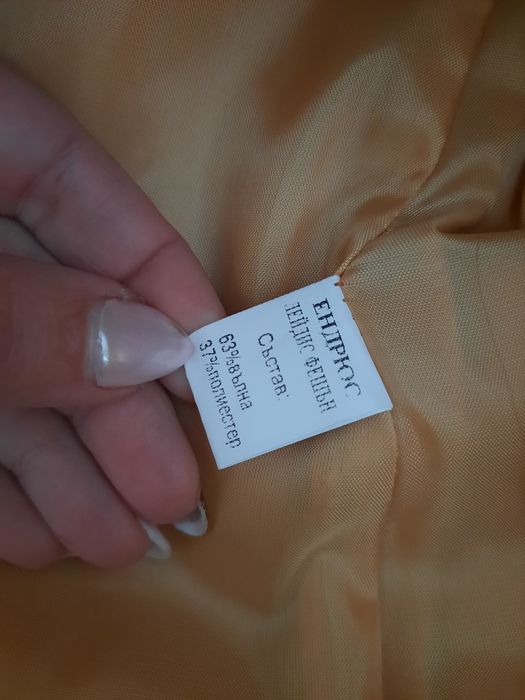 ЕНДРЮС
ЛЕЙДИС ФЕШЪН
Състав:
63%вълна
37%полиестер